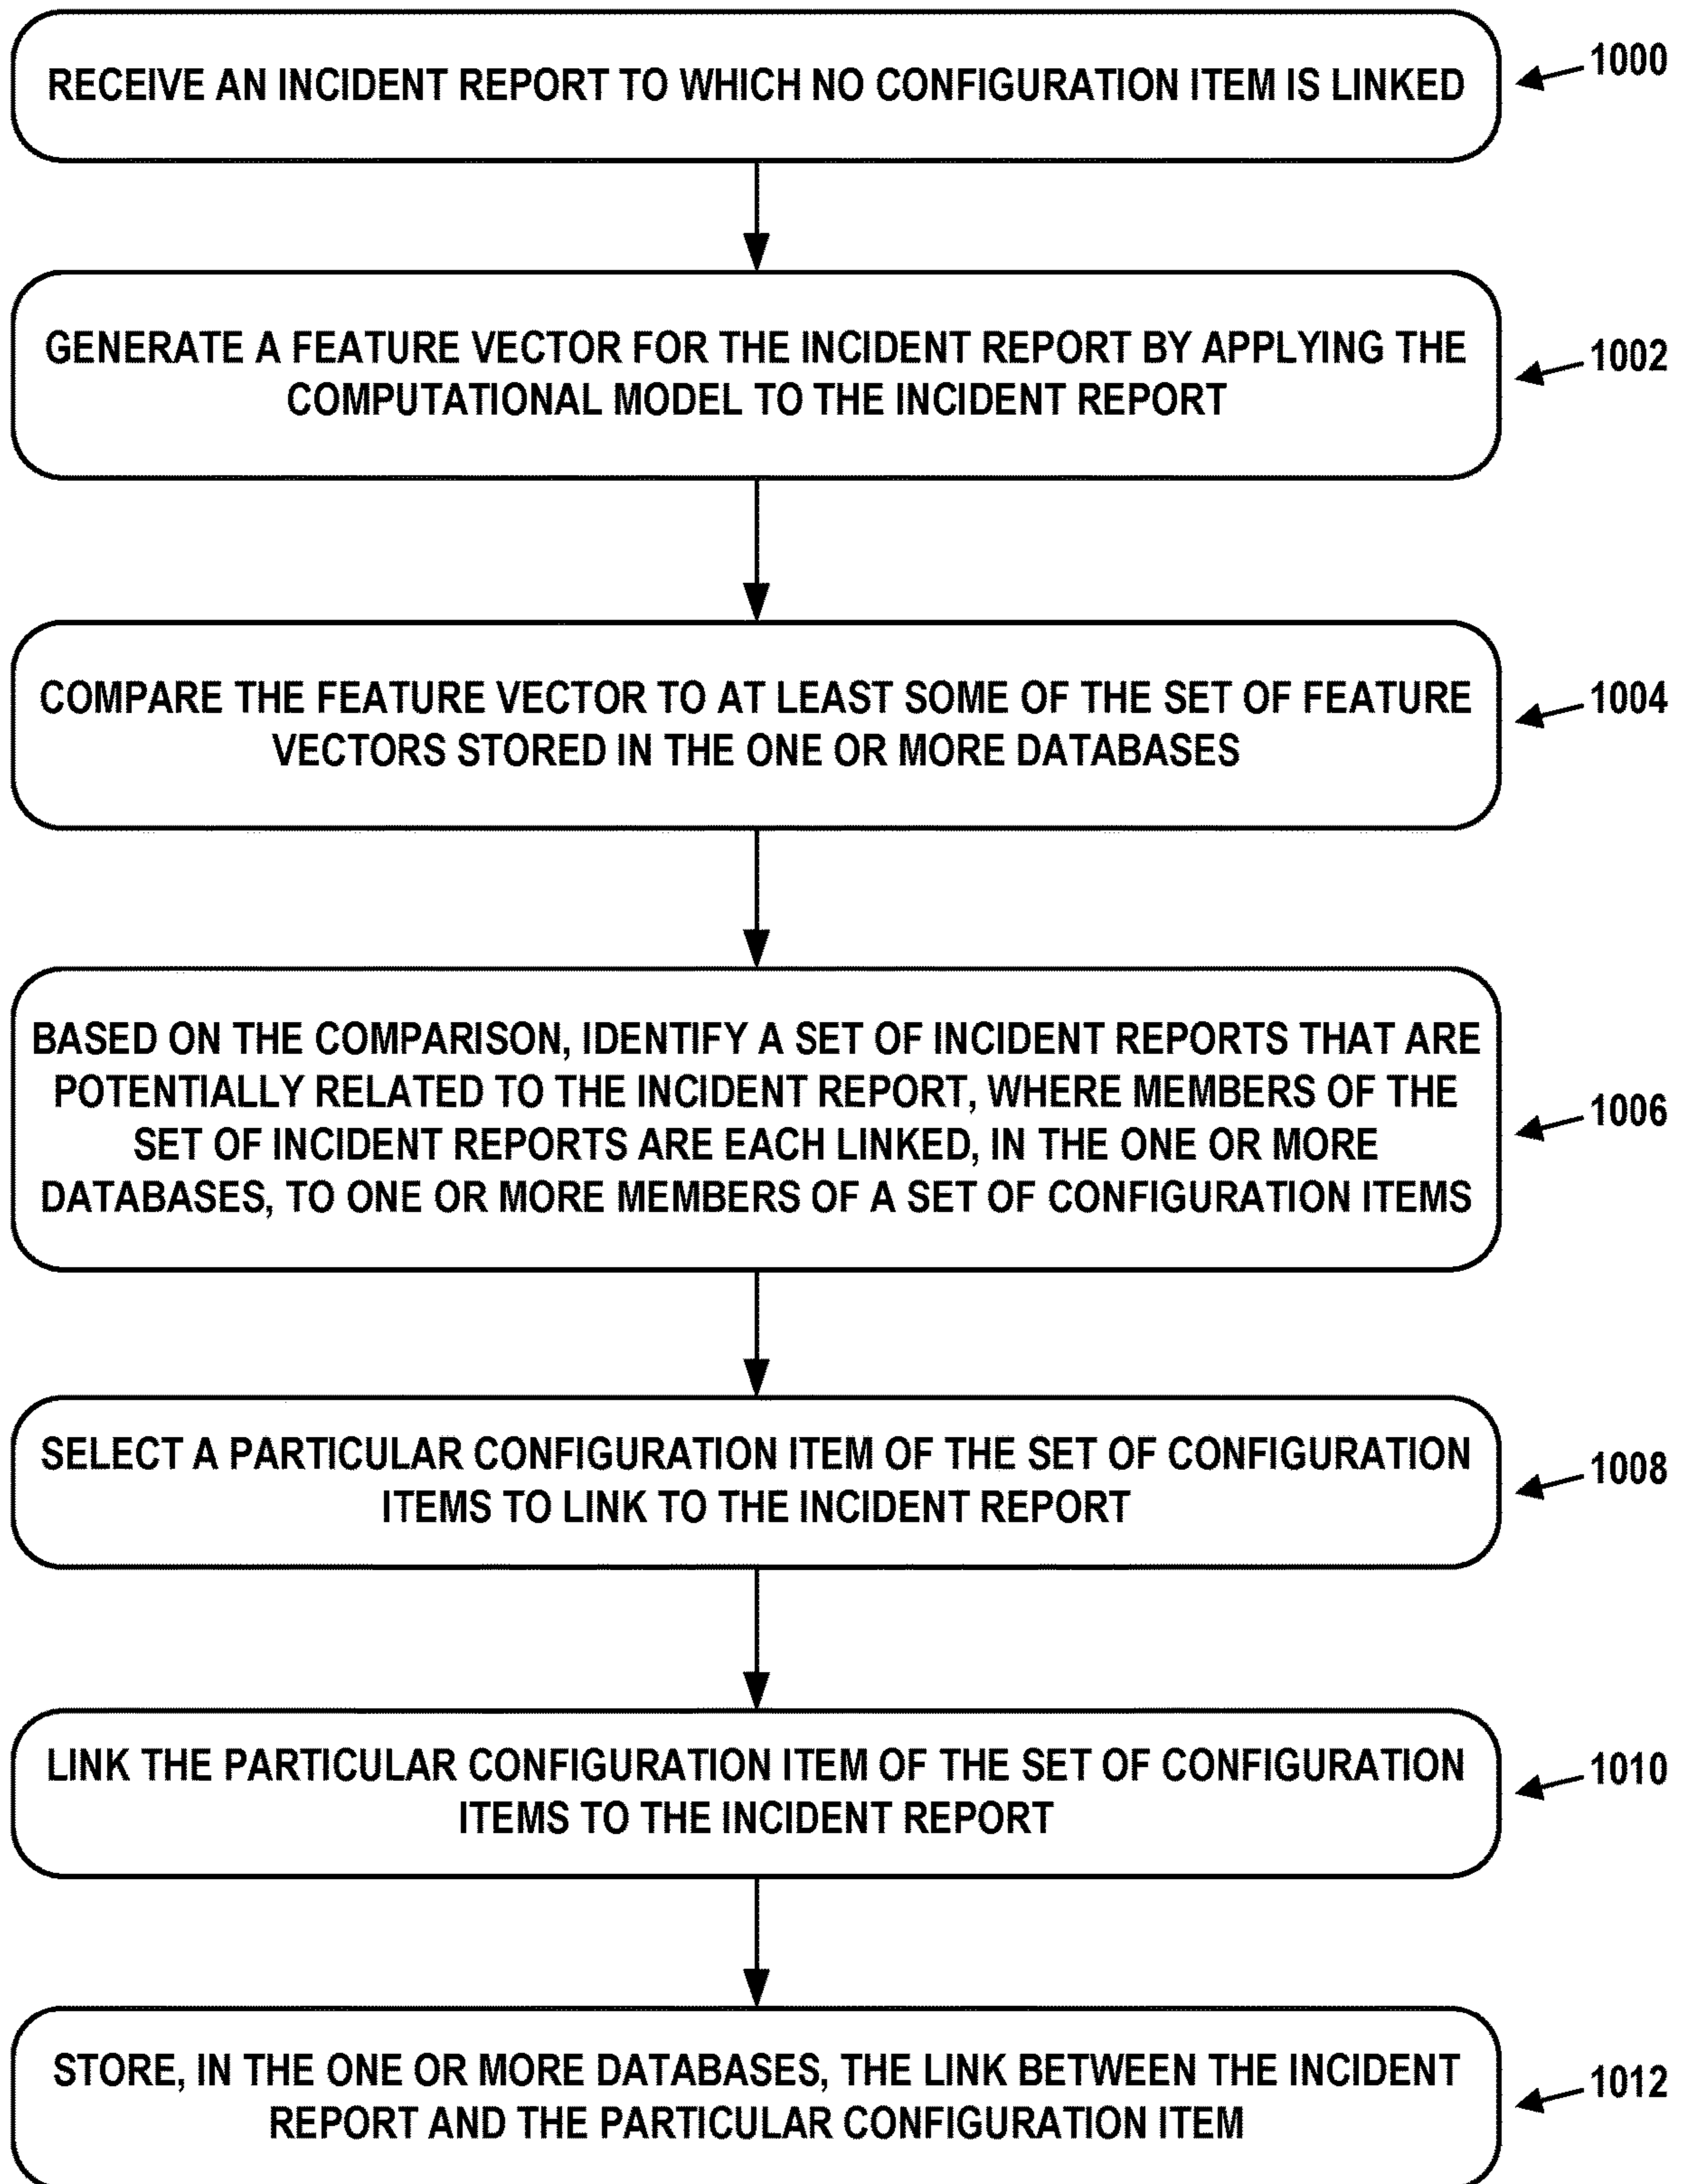 RECEIVE AN INCIDENT REPORT TO WHICH NO CONFIGURATION ITEM IS LINKED
1000
GENERATE A FEATURE VECTOR FOR THE INCIDENT REPORT BY APPLYING THE
COMPUTATIONAL MODEL TO THE INCIDENT REPORT
1002
COMPARE THE FEATURE VECTOR TO AT LEAST SOME OF THE SET OF FEATURE
VECTORS STORED IN THE ONE OR MORE DATABASES
1004
BASED ON THE COMPARISON, IDENTIFY A SET OF INCIDENT REPORTS THAT ARE
POTENTIALLY RELATED TO THE INCIDENT REPORT, WHERE MEMBERS OF THE
SET OF INCIDENT REPORTS ARE EACH LINKED, IN THE ONE OR MORE
DATABASES, TO ONE OR MORE MEMBERS OF A SET OF CONFIGURATION ITEMS
1006
SELECT A PARTICULAR CONFIGURATION ITEM OF THE SET OF CONFIGURATION
ITEMS TO LINK TO THE INCIDENT REPORT
1008
LINK THE PARTICULAR CONFIGURATION ITEM OF THE SET OF CONFIGURATION
ITEMS TO THE INCIDENT REPORT
1010
STORE, IN THE ONE OR MORE DATABASES, THE LINK BETWEEN THE INCIDENT
REPORT AND THE PARTICULAR CONFIGURATION ITEM
1012